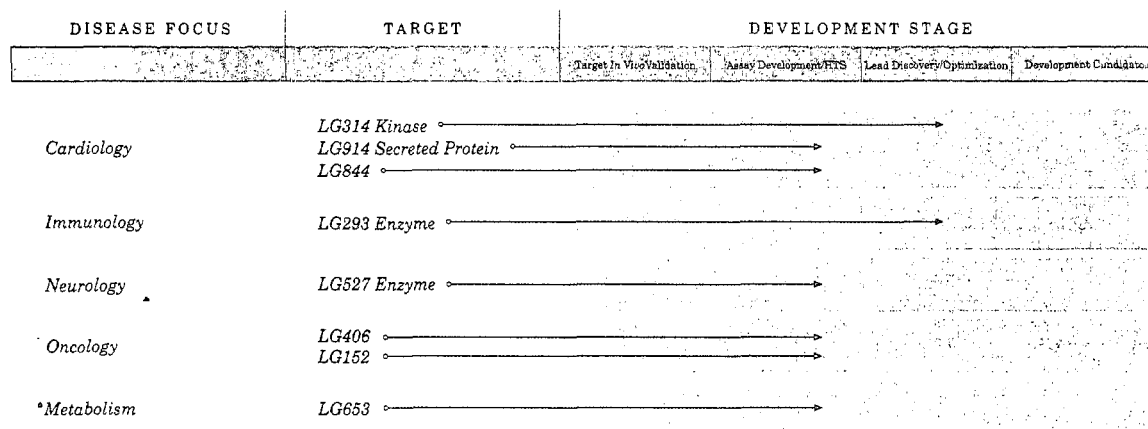 DISEASE FOCUS TARGET DEVELOPMENT STAGE
Target In Vivo Validation Assay Development/HTS Lead Discovery/Optimization Development Candidate
LG314 Kinase
Cardiology LG914 Secreted Protein
LG844
Immunology LG293 Enzyme
Neurology LG527 Enzyme
LG406
Oncology
LG152
Metabolism LG653